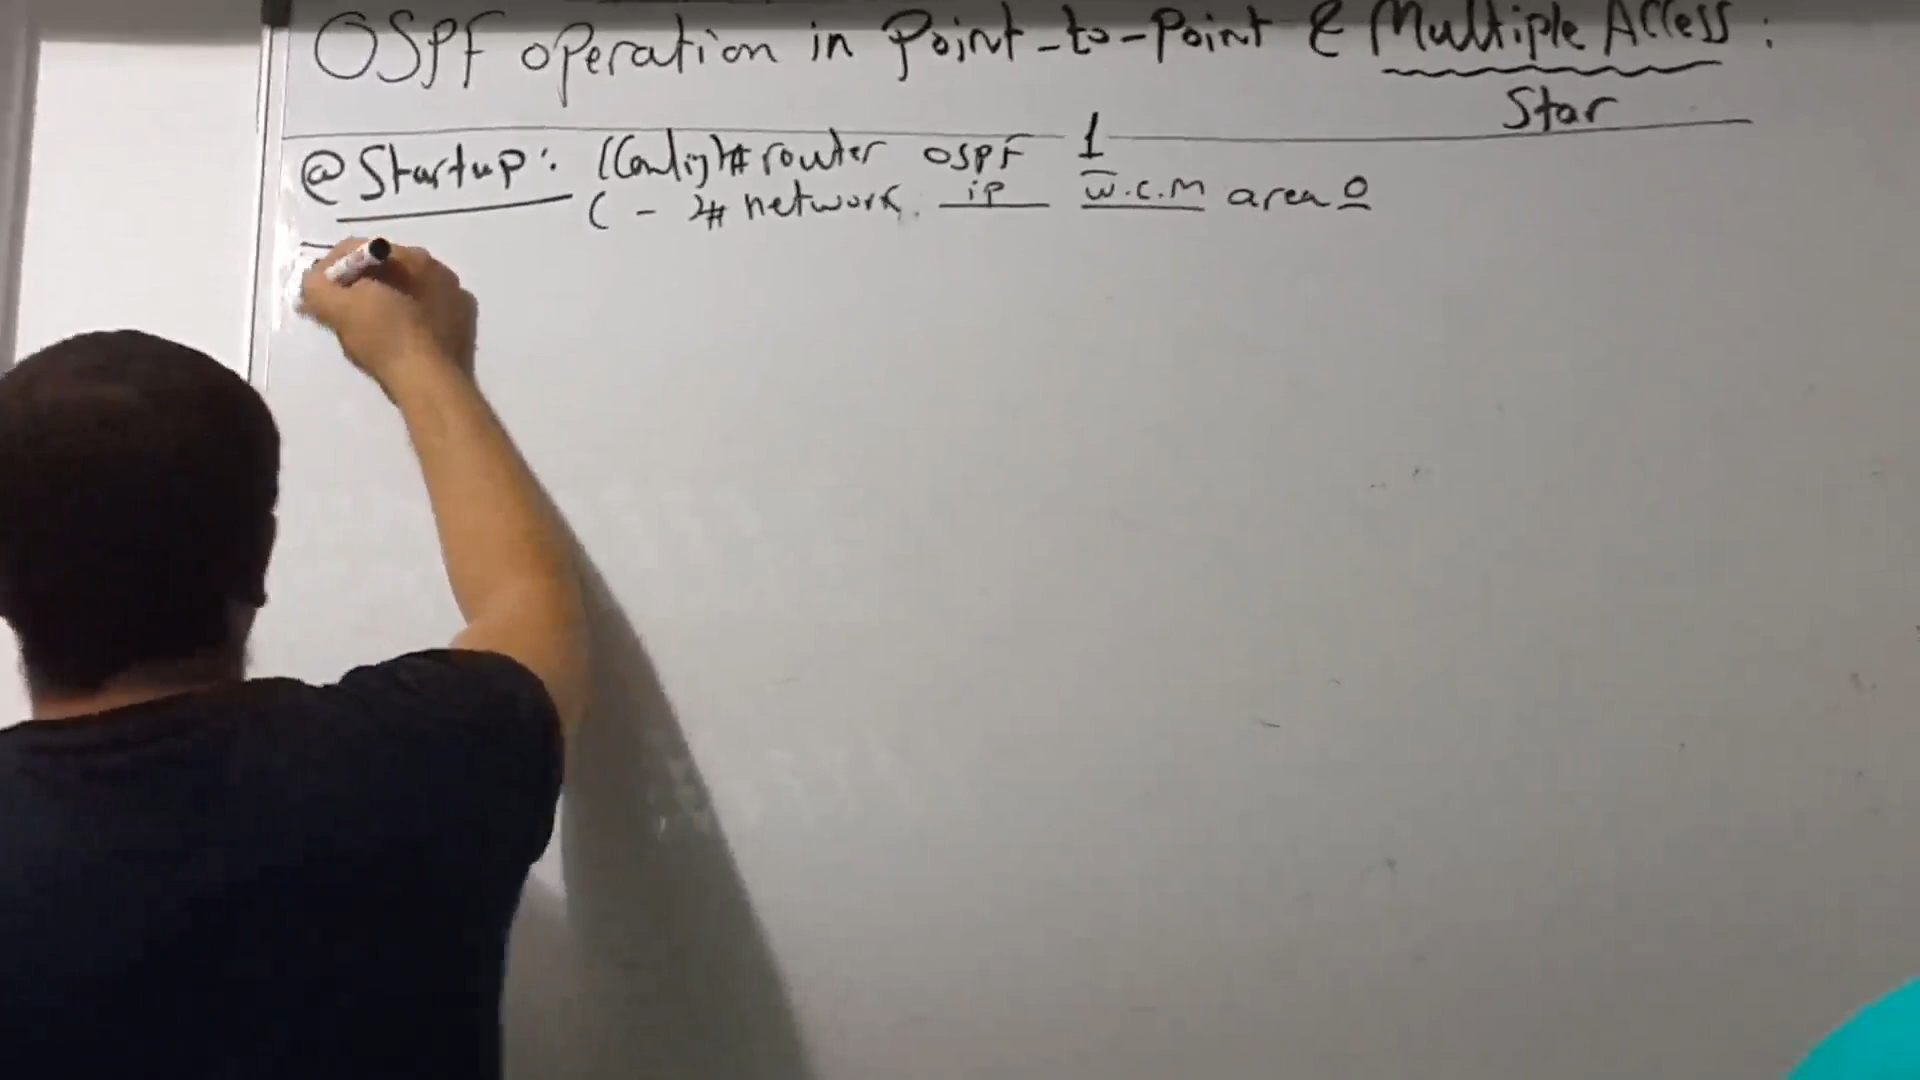 OSPF operation in Point-to-Point & Multiple Access :
Star
@ Startup: (Config)# router OSPF 1
( - )# network ip w.c.m area 0